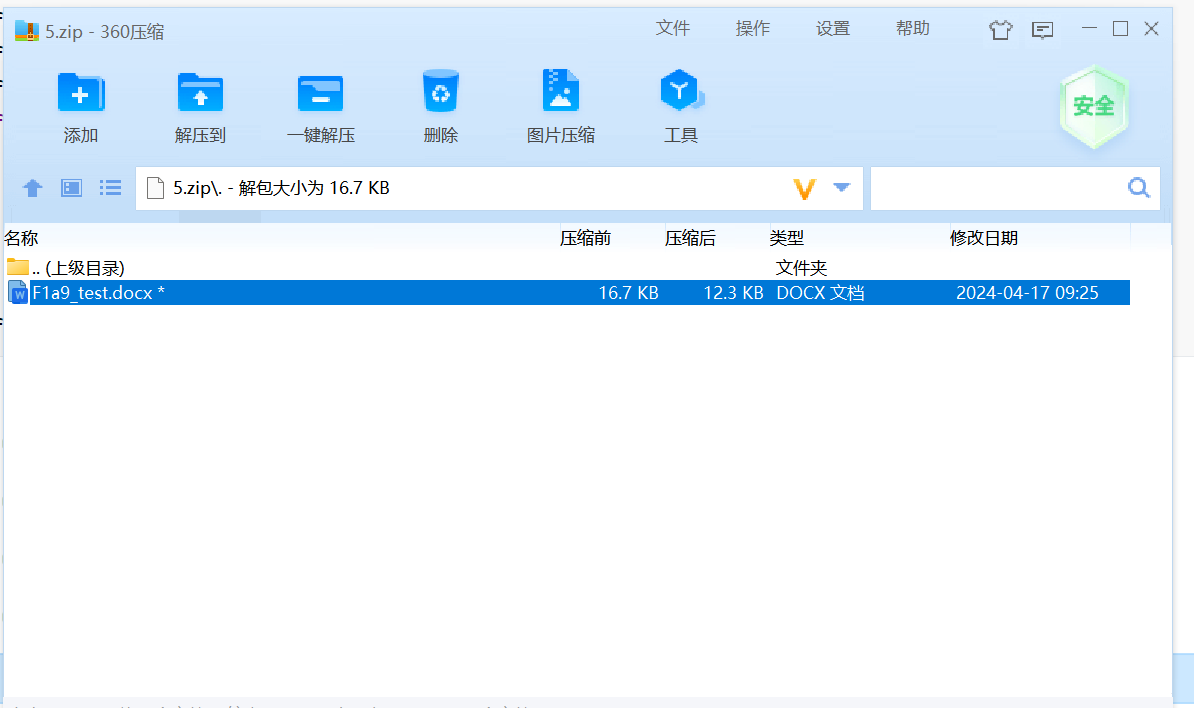 5.zip - 360压缩
文件 操作 设置 帮助
安全
添加 解压到 一键解压 删除 图片压缩 工具
5.zip\. - 解包大小为 16.7 KB
名称 压缩前 压缩后 类型 修改日期
.. (上级目录) 文件夹
F1a9_test.docx * 16.7 KB 12.3 KB DOCX 文档 2024-04-17 09:25